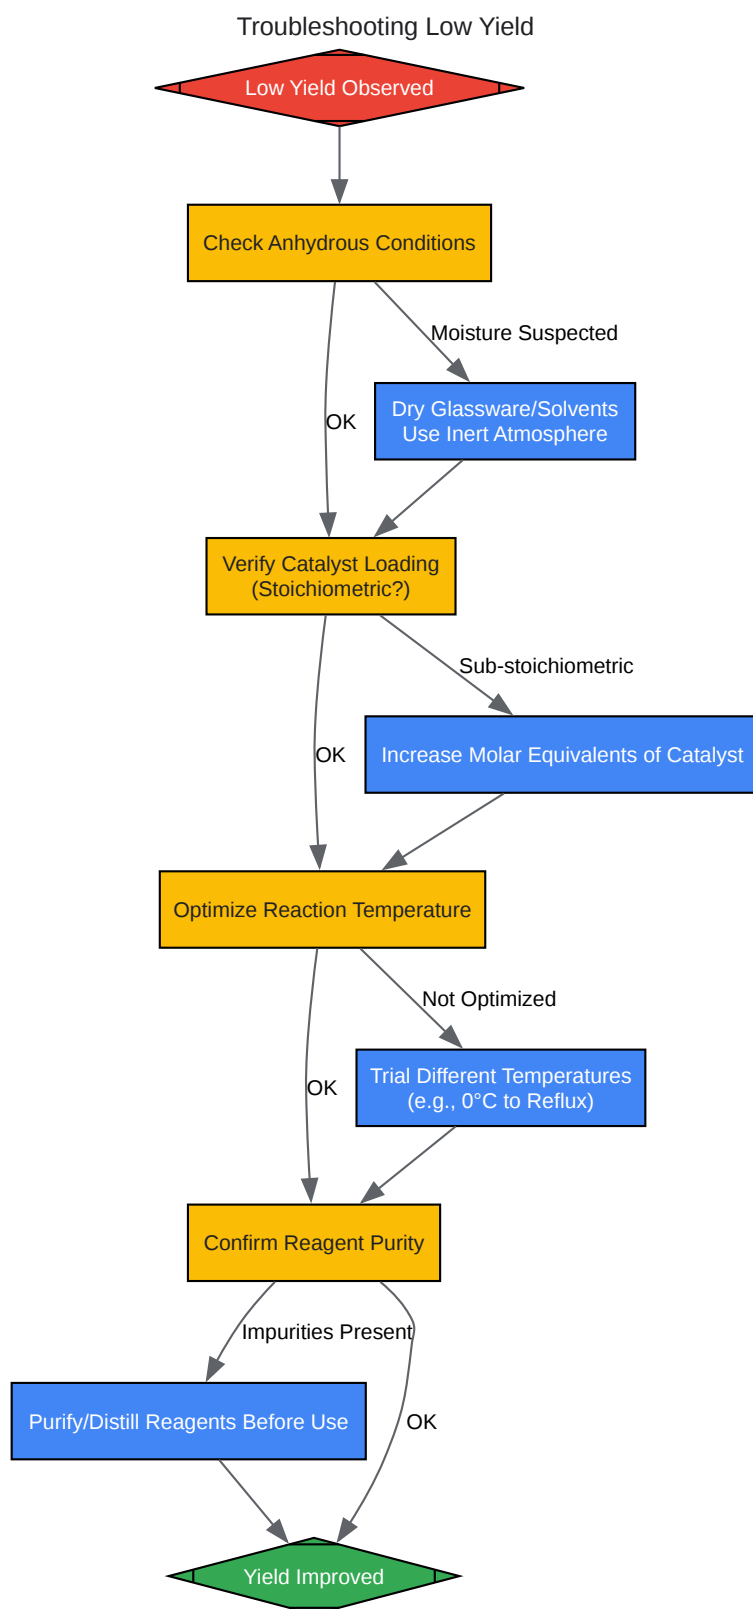 Troubleshooting Low Yield
Low Yield Observed
Check Anhydrous Conditions
Moisture Suspected
Dry Glassware/Solvents
Use Inert Atmosphere
OK
Verify Catalyst Loading
(Stoichiometric?)
Sub-stoichiometric
OK
Increase Molar Equivalents of Catalyst
Optimize Reaction Temperature
Not Optimized
Trial Different Temperatures
(e.g., 0°C to Reflux)
OK
Confirm Reagent Purity
Impurities Present
Purify/Distill Reagents Before Use
OK
Yield Improved